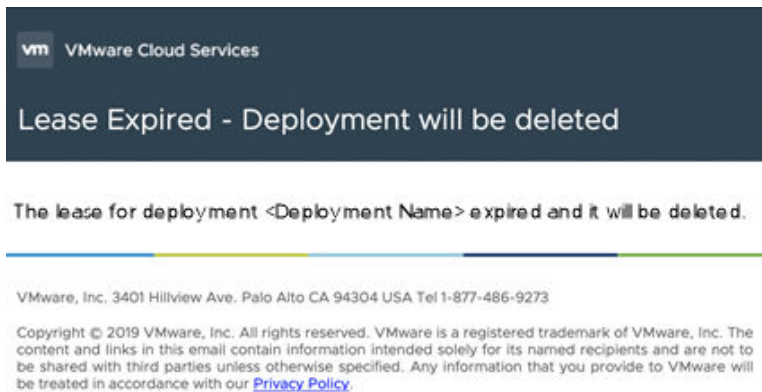 vm VMware Cloud Services
Lease Expired - Deployment will be deleted
The lease for deployment <Deployment Name> expired and it will be deleted.
VMware, Inc. 3401 Hillview Ave. Palo Alto CA 94304 USA Tel 1-877-486-9273
Copyright © 2019 VMware, Inc. All rights reserved. VMware is a registered trademark of VMware, Inc. The
content and links in this email contain information intended solely for its named recipients and are not to
be shared with third parties unless otherwise specified. Any information that you provide to VMware will
be treated in accordance with our Privacy Policy.